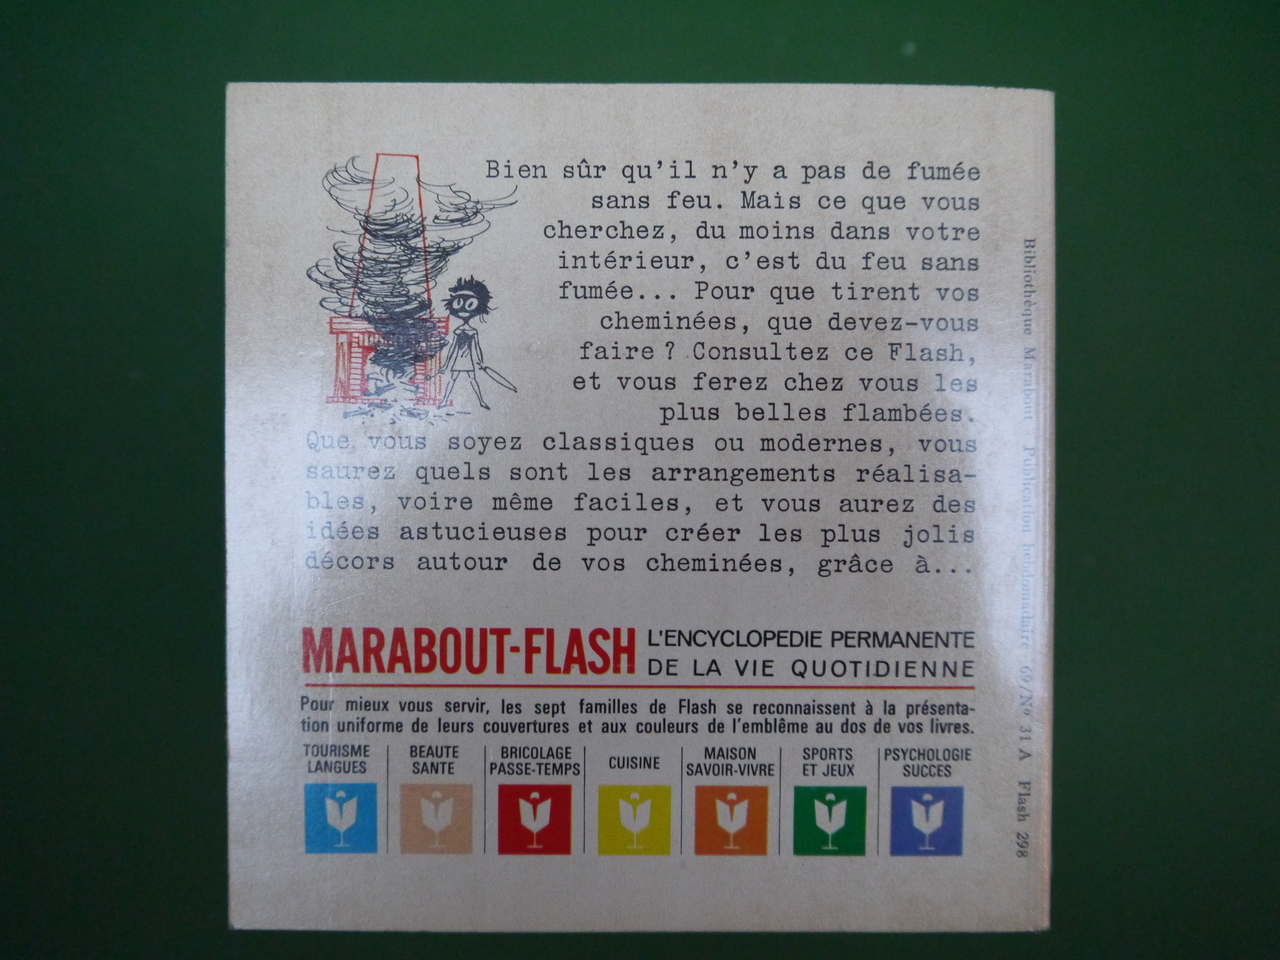 Bien sûr qu'il n'y a pas de fumée
sans feu. Mais ce que vous
cherchez, du moins dans votre
intérieur, c'est du feu sans
fumée... Pour que tirent vos
cheminées, que devez-vous
faire ? Consultez ce Flash,
et vous ferez chez vous les
plus belles flambées.
Que vous soyez classiques ou modernes, vous
saurez quels sont les arrangements réalisa-
bles, voire même faciles, et vous aurez des
idées astucieuses pour créer les plus jolis
décors autour de vos cheminées, grâce à...
MARABOUT-FLASH
L'ENCYCLOPEDIE PERMANENTE
DE LA VIE QUOTIDIENNE
Pour mieux vous servir, les sept familles de Flash se reconnaissent à la présenta-
tion uniforme de leurs couvertures et aux couleurs de l'emblême au dos de vos livres.
TOURISME
LANGUES
BEAUTE
SANTE
BRICOLAGE
PASSE-TEMPS
CUISINE
MAISON
SAVOIR-VIVRE
SPORTS
ET JEUX
PSYCHOLOGIE
SUCCES
Bibliothèque Marabout Publication hebdomadaire 69/No 31 A Flash 298